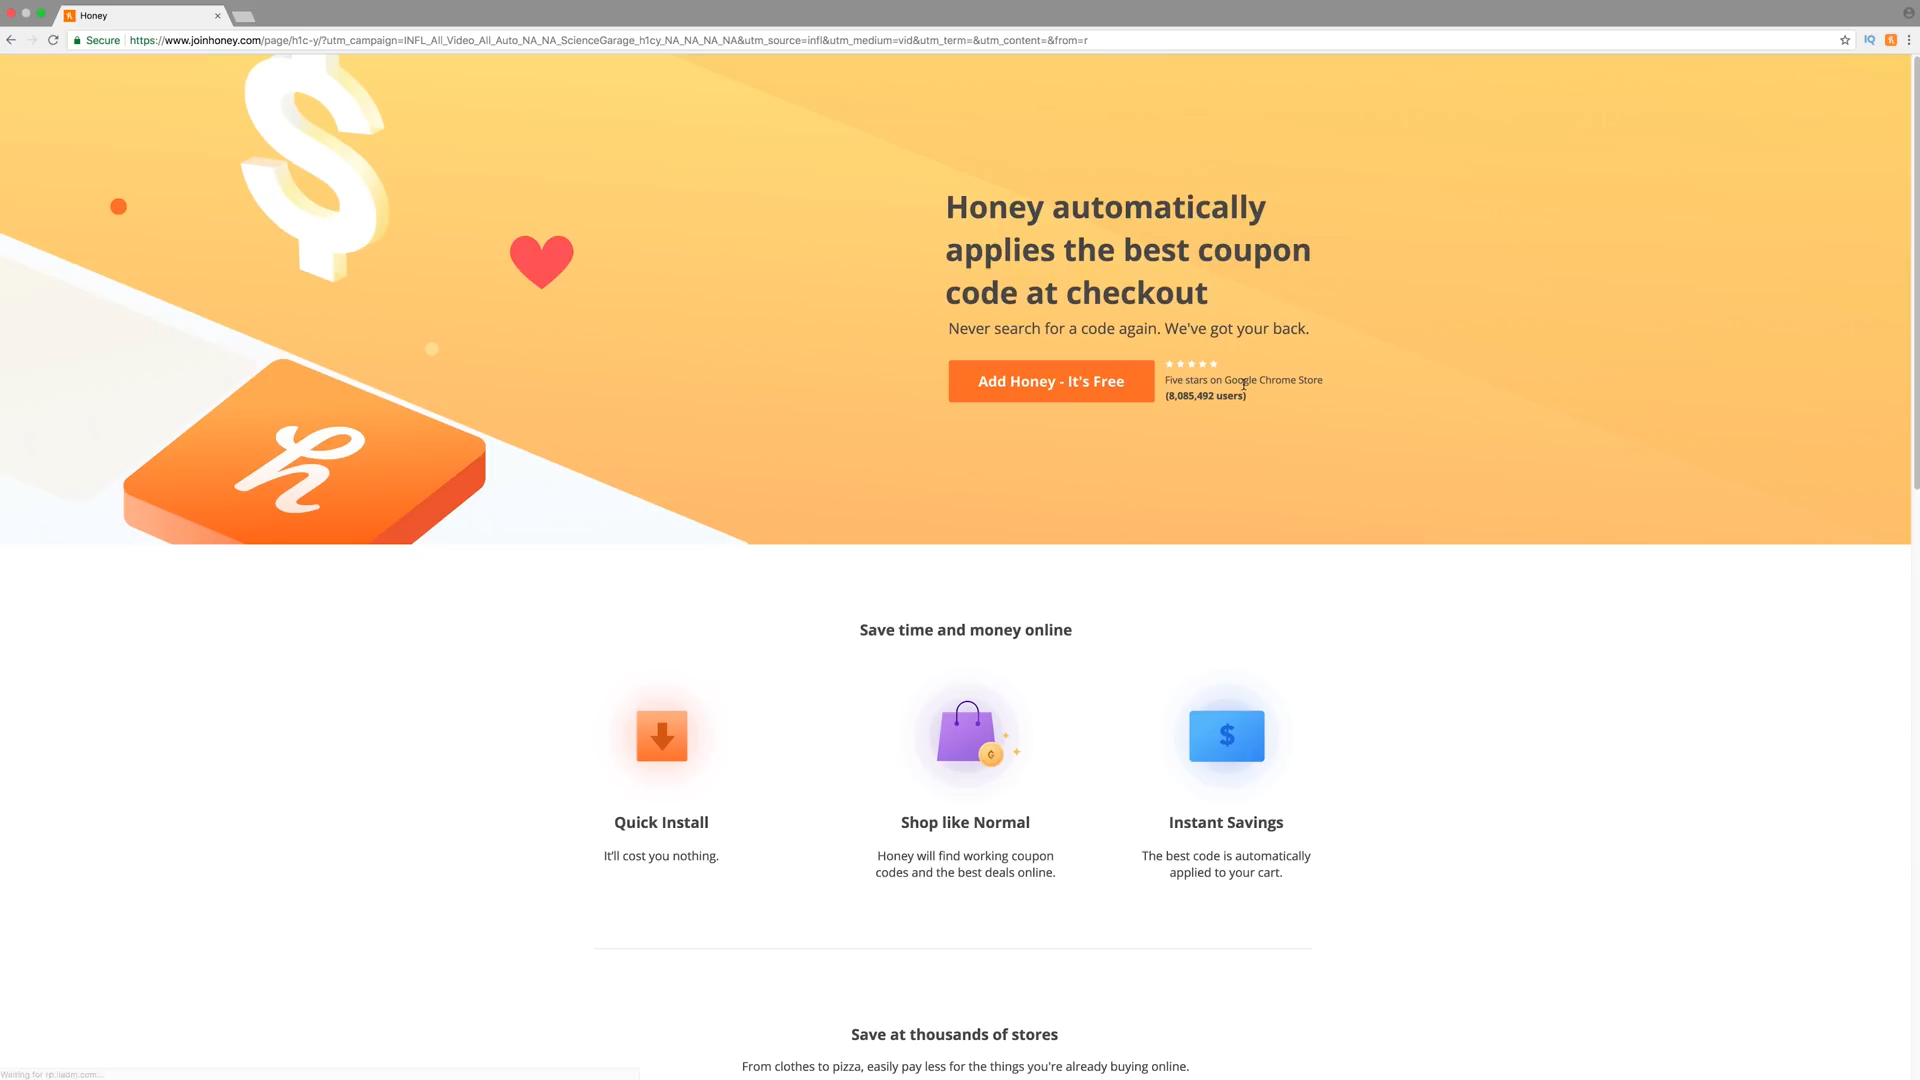 Honey
Secure
https://www.joinhoney.com/page/h1c-y/?utm_campaign=INFL_All_Video_All_Auto_NA_NA_ScienceGarage_h1cy_NA_NA_NA_NA&utm_source=infl&utm_medium=vid&utm_term=&utm_content=&from=r
IQ
$
h
Honey automatically
applies the best coupon
code at checkout
Never search for a code again. We've got your back.
Add Honey - It's Free
Five stars on Google Chrome Store
(8,085,492 users)
Save time and money online
$
Quick Install
Shop like Normal
Instant Savings
It'll cost you nothing.
Honey will find working coupon
codes and the best deals online.
The best code is automatically
applied to your cart.
Save at thousands of stores
From clothes to pizza, easily pay less for the things you're already buying online.
Waiting for